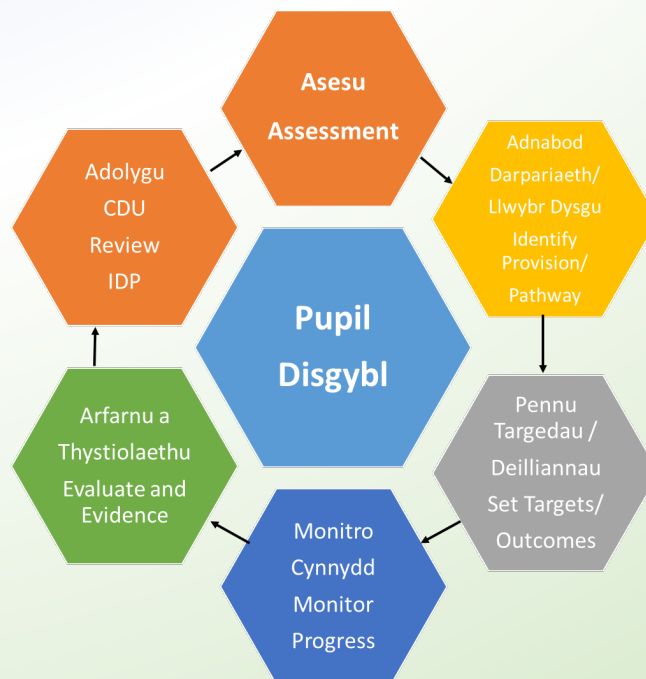 Asesu
Assessment
Adnabod
Darpariaeth/
Llwybr Dysgu
Identify
Provision/
Pathway
Pennu
Targedau /
Deilliannau
Set Targets/
Outcomes
Monitro
Cynnydd
Monitor
Progress
Arfarnu a
Thystiolaethu
Evaluate and
Evidence
Adolygu
CDU
Review
IDP
Pupil
Disgybl